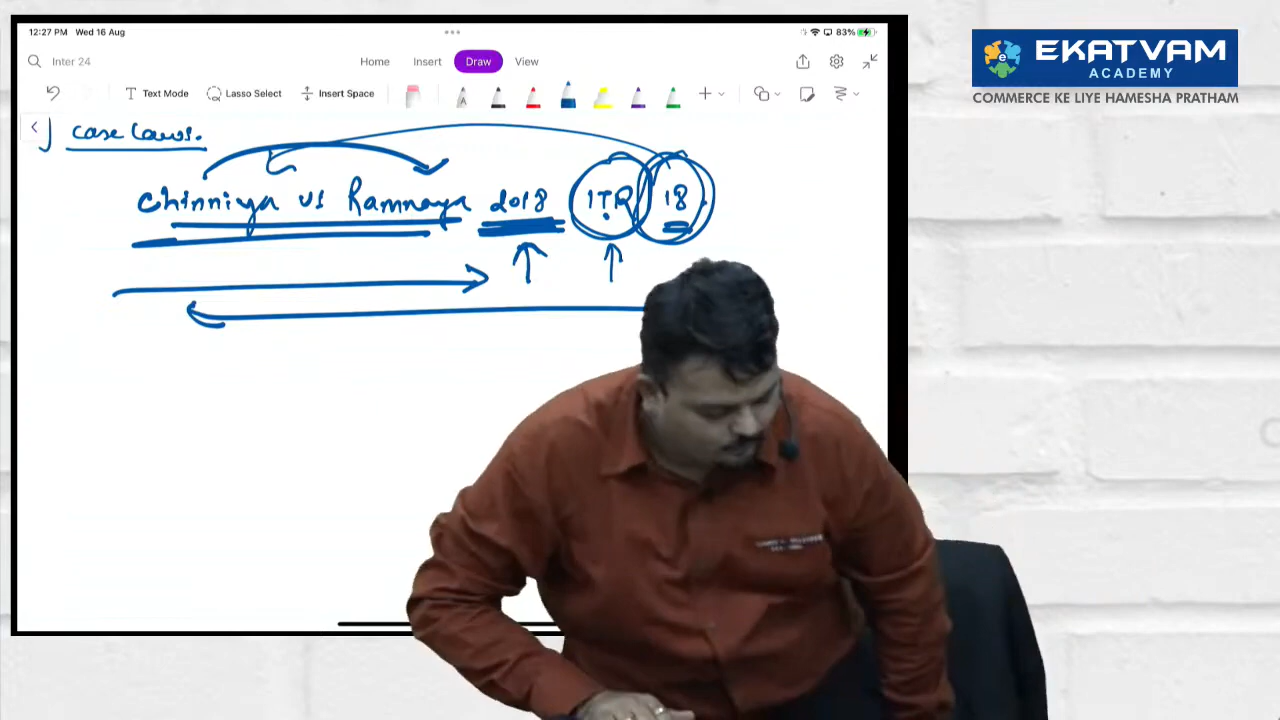 12:27 PM Wed 16 Aug
83%
Inter 24
Home Insert Draw View
Text Mode Lasso Select Insert Space
Case Laws.
Chinniya vs Ramnaya 2018 ITR 18
EKATVAM
ACADEMY
COMMERCE KE LIYE HAMESHA PRATHAM